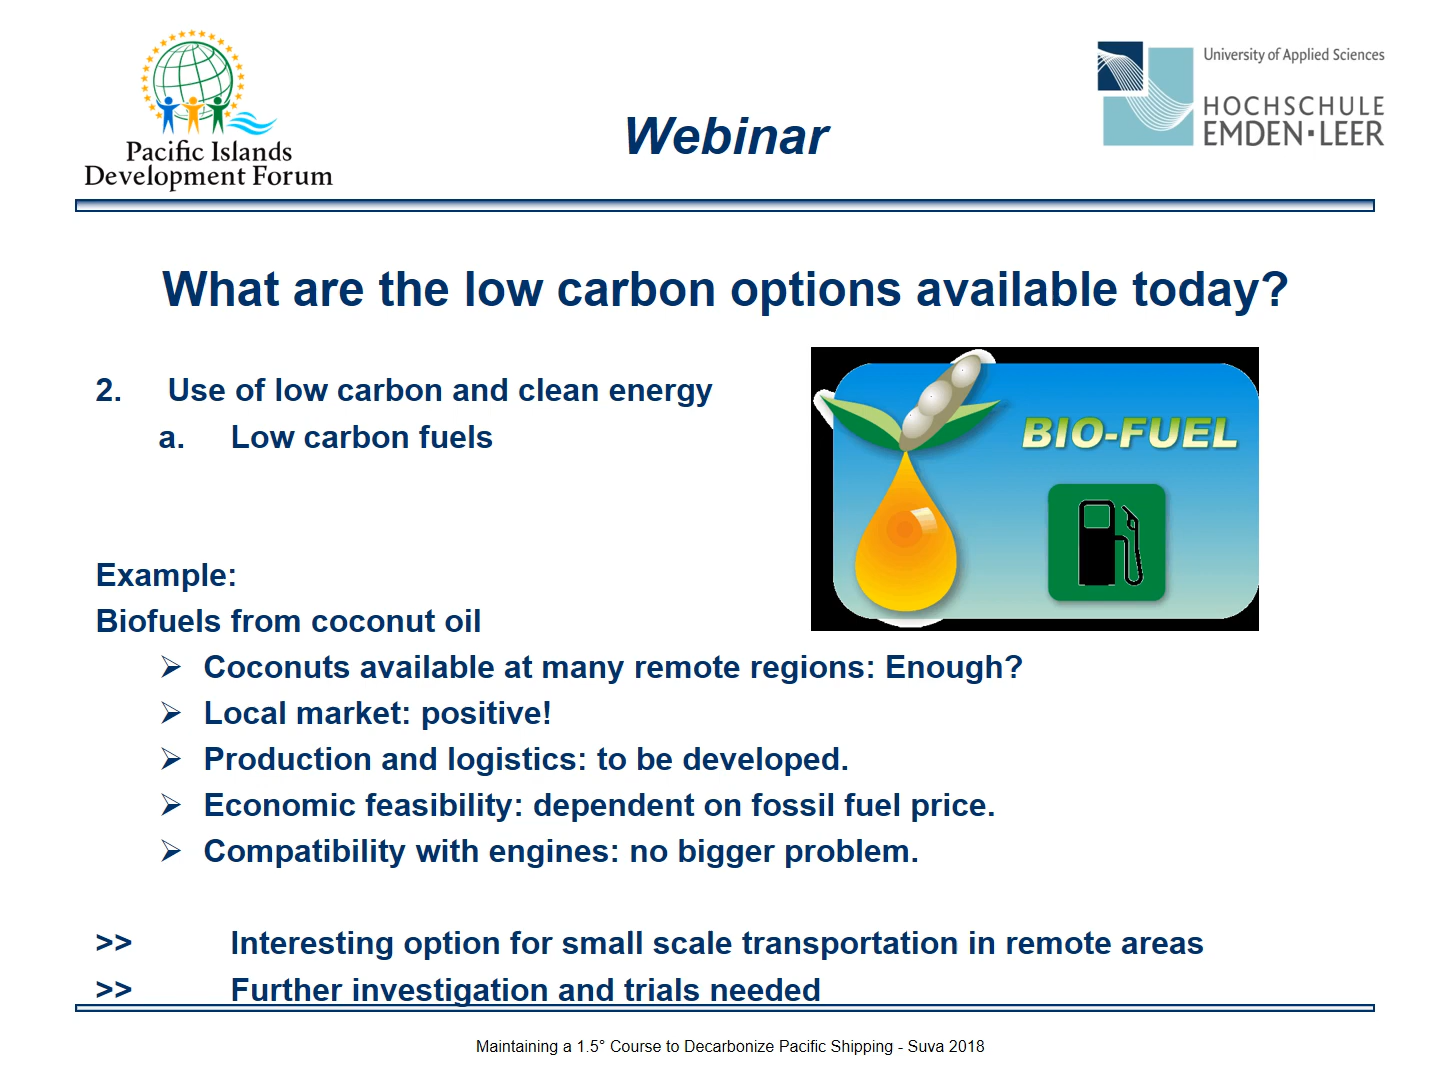 Pacific Islands
Development Forum
Webinar
University of Applied Sciences
HOCHSCHULE
EMDEN·LEER
What are the low carbon options available today?
2. Use of low carbon and clean energy
a. Low carbon fuels
BIO-FUEL
Example:
Biofuels from coconut oil
➢ Coconuts available at many remote regions: Enough?
➢ Local market: positive!
➢ Production and logistics: to be developed.
➢ Economic feasibility: dependent on fossil fuel price.
➢ Compatibility with engines: no bigger problem.
>> Interesting option for small scale transportation in remote areas
>> Further investigation and trials needed
Maintaining a 1.5° Course to Decarbonize Pacific Shipping - Suva 2018